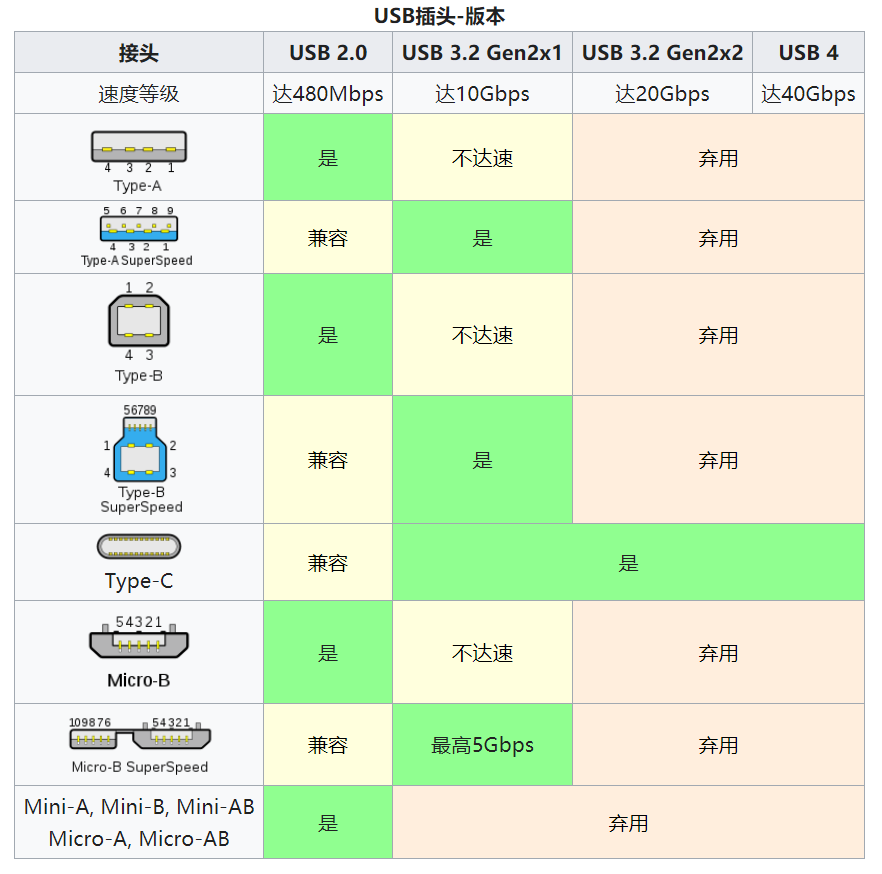 USB插头-版本
接头 USB 2.0 USB 3.2 Gen2x1 USB 3.2 Gen2x2 USB 4
速度等级 达480Mbps 达10Gbps 达20Gbps 达40Gbps
4 3 2 1
Type-A
是 不达速 弃用
5 6 7 8 9
4 3 2 1
Type-A SuperSpeed
兼容 是 弃用
1 2
4 3
Type-B
是 不达速 弃用
56789
1 2
4 3
Type-B
SuperSpeed
兼容 是 弃用
Type-C
兼容 是
54321
Micro-B
是 不达速 弃用
109876 54321
Micro-B SuperSpeed
兼容 最高5Gbps 弃用
Mini-A, Mini-B, Mini-AB
Micro-A, Micro-AB
是 弃用